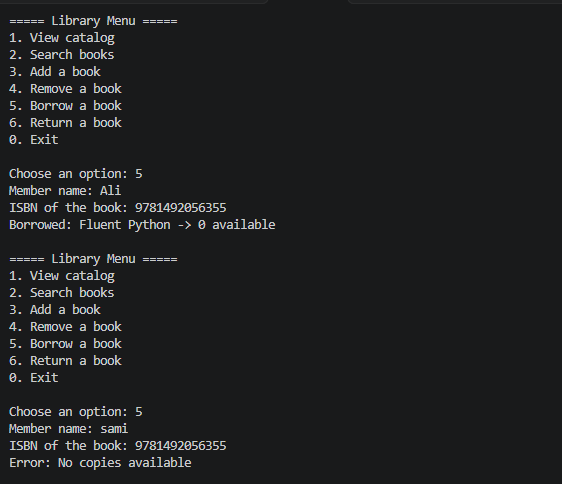 ===== Library Menu =====
1. View catalog
2. Search books
3. Add a book
4. Remove a book
5. Borrow a book
6. Return a book
0. Exit
Choose an option: 5
Member name: Ali
ISBN of the book: 9781492056355
Borrowed: Fluent Python -> 0 available
===== Library Menu =====
1. View catalog
2. Search books
3. Add a book
4. Remove a book
5. Borrow a book
6. Return a book
0. Exit
Choose an option: 5
Member name: sami
ISBN of the book: 9781492056355
Error: No copies available